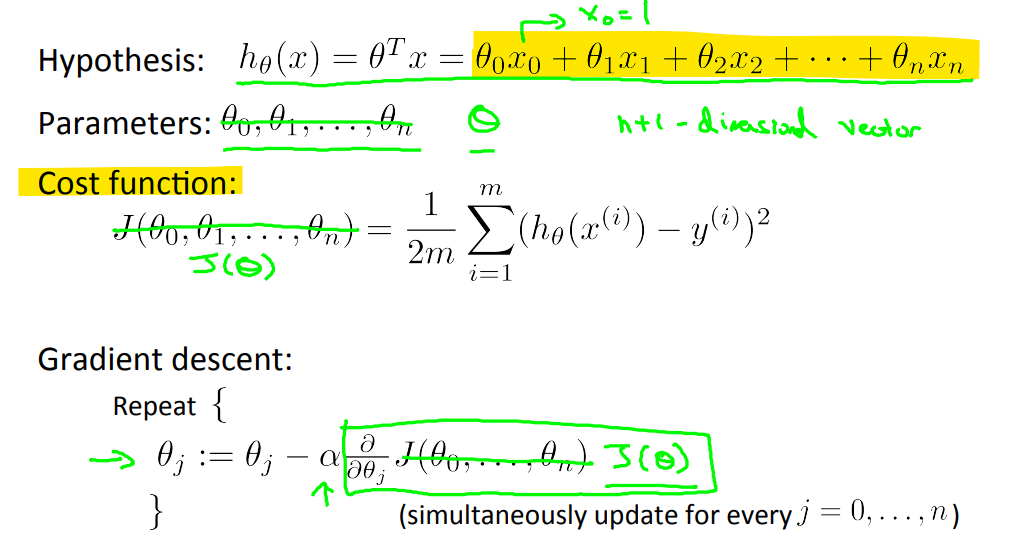 x₀ = 1
Hypothesis: h_θ(x) = θᵀx = θ₀x₀ + θ₁x₁ + θ₂x₂ + ⋯ + θₙxₙ
Parameters: θ₀, θ₁, . . . , θₙ θ n+1 - dimensional vector
Cost function:
J(θ₀, θ₁, . . . , θₙ) = 1/2m ∑_{i=1}^{m} (h_θ(x⁽ⁱ⁾) − y⁽ⁱ⁾)²
J(θ)
Gradient descent:
Repeat {
→ θⱼ := θⱼ − α ∂/∂θⱼ J(θ₀, . . . , θₙ) J(θ)
} (simultaneously update for every j = 0, . . . , n)